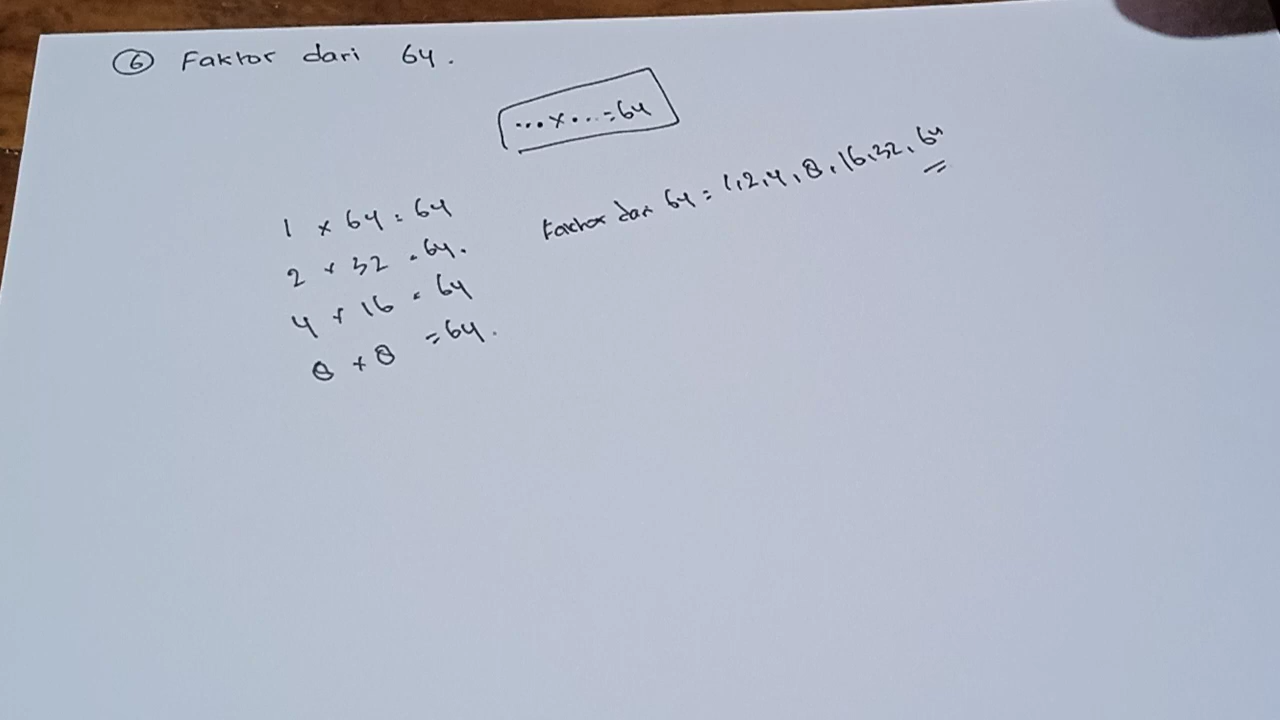 6 Faktor dari 64.
... x ... = 64
1 x 64 = 64
2 x 32 = 64.
4 x 16 = 64
8 x 8 = 64.
Faktor dari 64 = 1, 2, 4, 8, 16, 32, 64